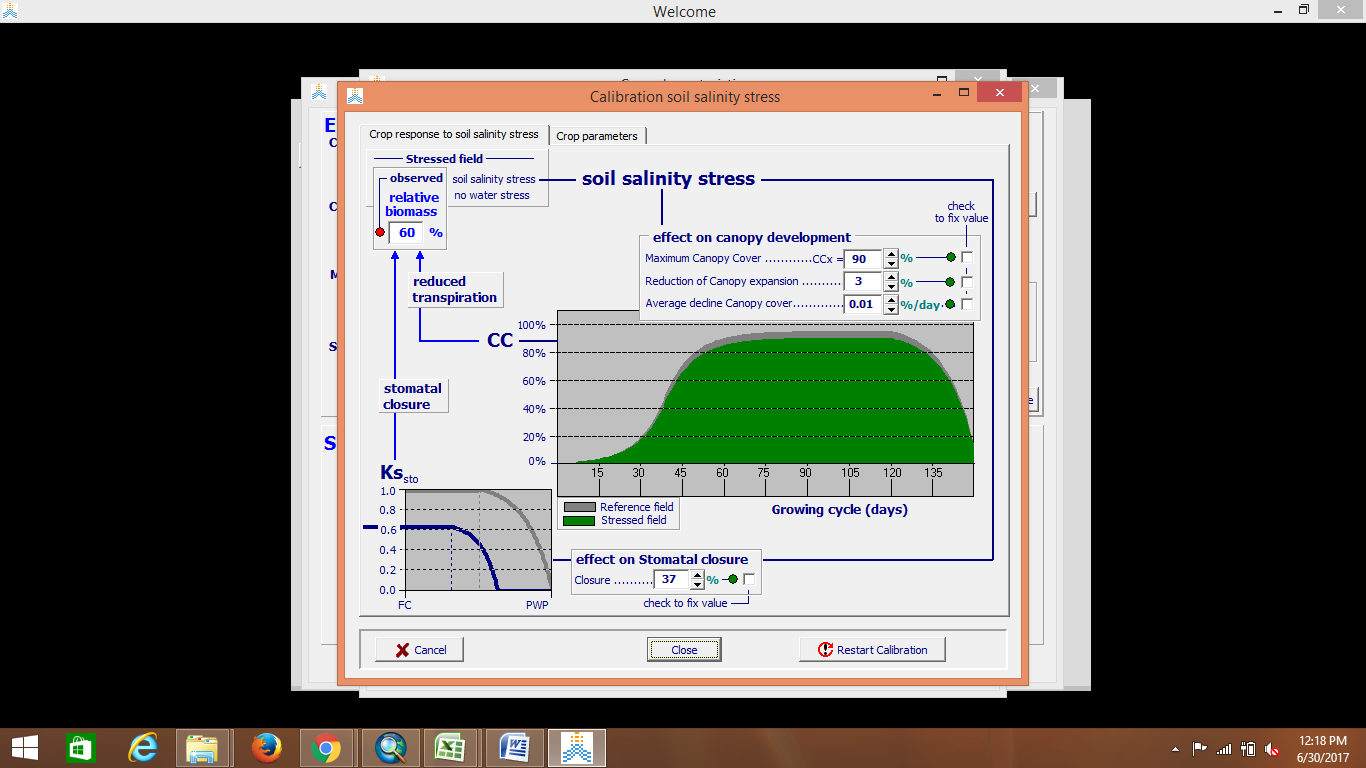 Welcome
Calibration soil salinity stress
Crop response to soil salinity stress
Crop parameters
Stressed field
observed
relative
biomass
60 %
soil salinity stress
no water stress
soil salinity stress
check
to fix value
effect on canopy development
Maximum Canopy Cover ............CCx = 90 %
Reduction of Canopy expansion .......... 3 %
Average decline Canopy cover............. 0.01 %/day
reduced
transpiration
CC
stomatal
closure
100%
80%
60%
40%
20%
0%
15 30 45 60 75 90 105 120 135
Growing cycle (days)
Reference field
Stressed field
Ks sto
1.0
0.8
0.6
0.4
0.2
0.0
FC PWP
effect on Stomatal closure
Closure .......... 37 %
check to fix value
Cancel
Close
Restart Calibration
12:18 PM
6/30/2017